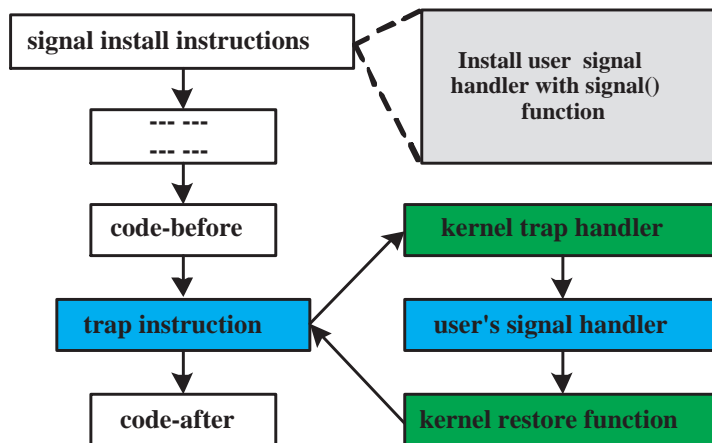 signal install instructions
Install user signal
handler with signal()
function
--- ---
--- ---
code-before
kernel trap handler
trap instruction
user's signal handler
code-after
kernel restore function